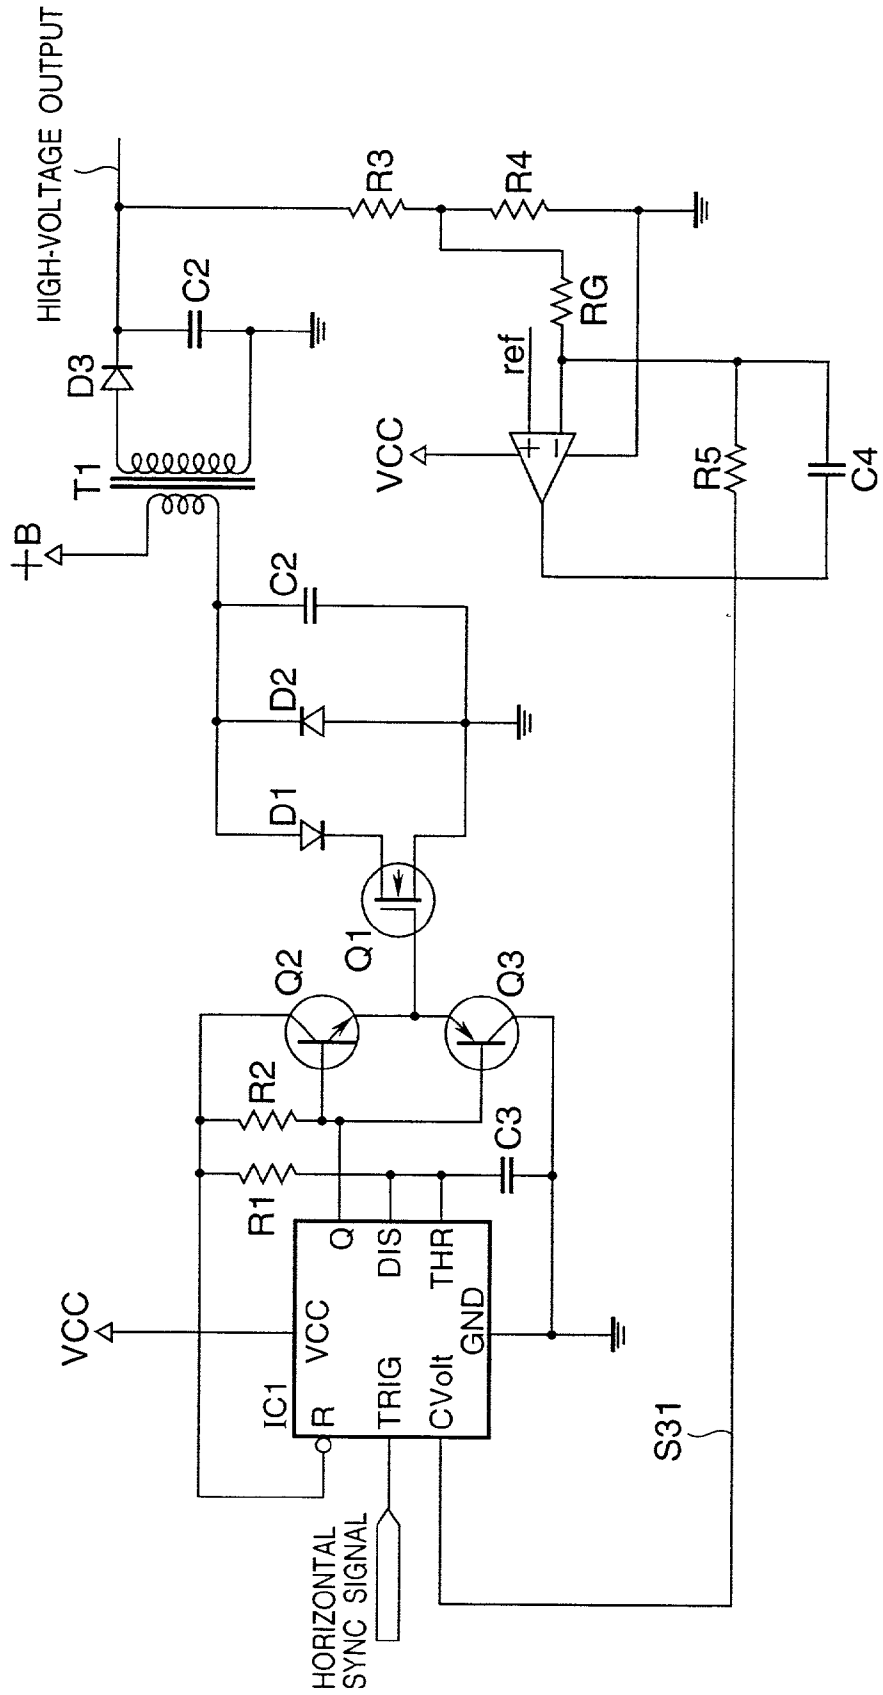 HIGH-VOLTAGE OUTPUT
D3
C2
T1
+B
R3
R4
RG
ref
VCC
+
−
R5
C4
C2
D2
D1
Q1
Q2
Q3
R2
R1
C3
VCC
IC1
R
VCC
Q
DIS
THR
TRIG
CVolt
GND
HORIZONTAL
SYNC SIGNAL
S31